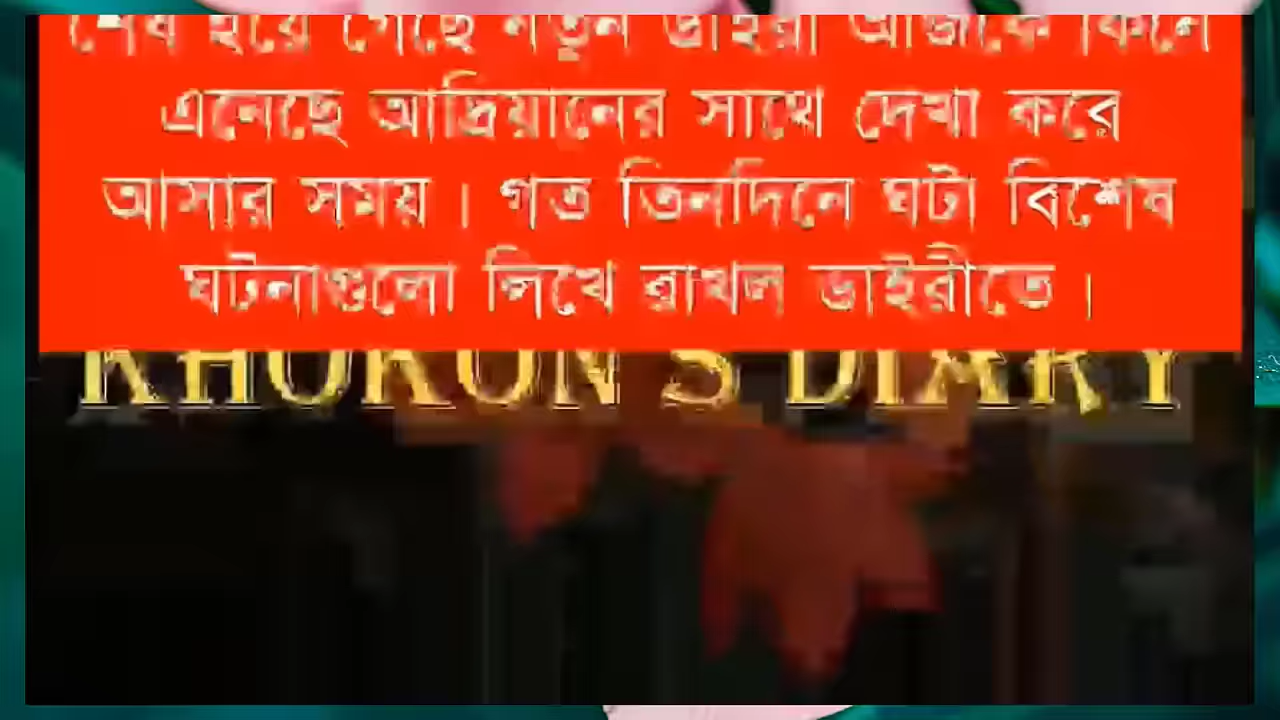 শেষ হয়ে গেছে নতুন ডাইরী আজকে কিনে
এনেছে আদ্রিয়ানের সাথে দেখা করে
আসার সময়। গত তিনদিনে ঘটা বিশেষ
ঘটনাগুলো লিখে রাখল ডাইরীতে।
KHOKON'S DIARY